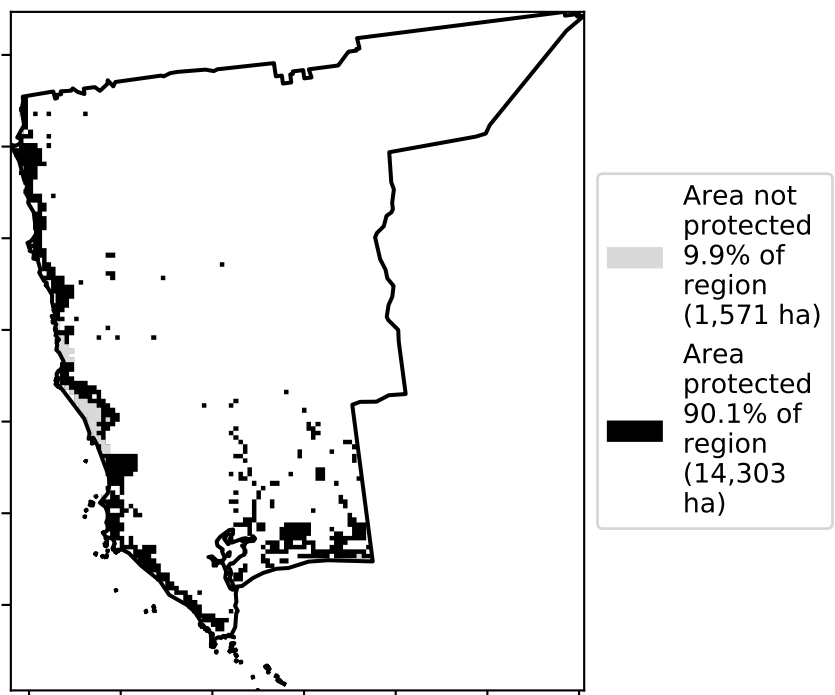 Area not
protected
9.9% of
region
(1,571 ha)
Area
protected
90.1% of
region
(14,303
ha)